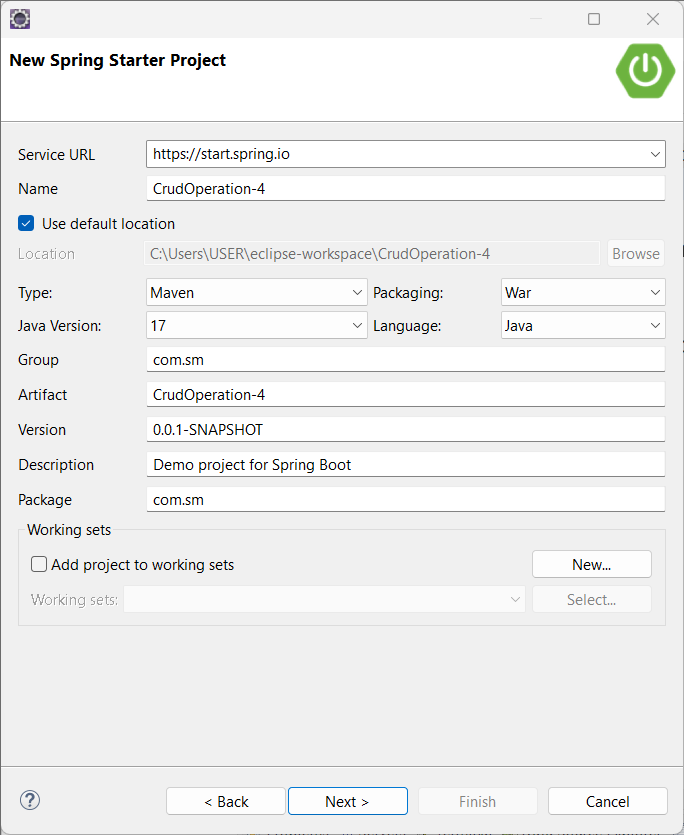 New Spring Starter Project
Service URL https://start.spring.io
Name CrudOperation-4
Use default location
Location C:\Users\USER\eclipse-workspace\CrudOperation-4 Browse
Type: Maven Packaging: War
Java Version: 17 Language: Java
Group com.sm
Artifact CrudOperation-4
Version 0.0.1-SNAPSHOT
Description Demo project for Spring Boot
Package com.sm
Working sets
Add project to working sets New...
Working sets: Select...
? < Back Next > Finish Cancel